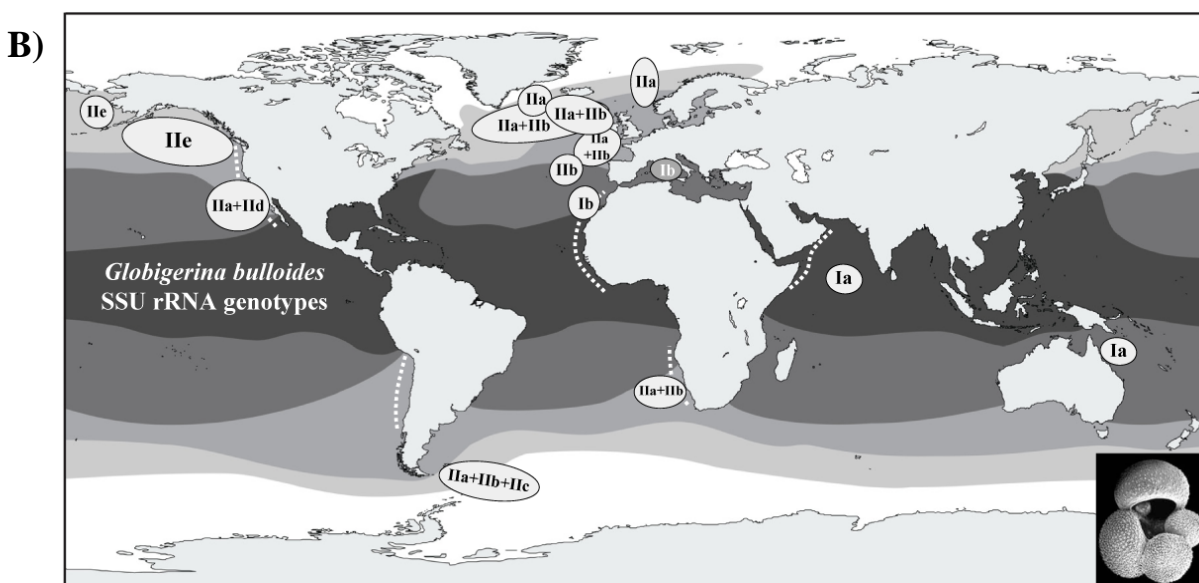 B)
IIa
IIe
IIa
IIa+IIb
IIa+IIb
IIe
IIa
+IIb
IIb
Ib
IIa+IId
Ib
Globigerina bulloides
SSU rRNA genotypes
Ia
Ia
IIa+IIb
IIa+IIb+IIc